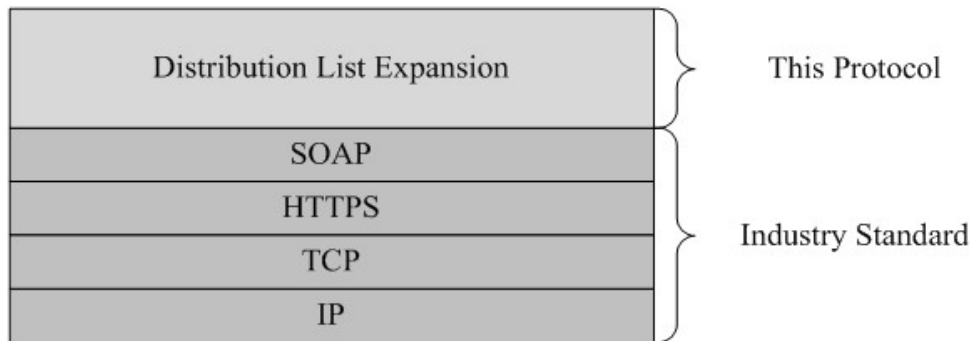 Distribution List Expansion
This Protocol
SOAP
HTTPS
TCP
IP
Industry Standard